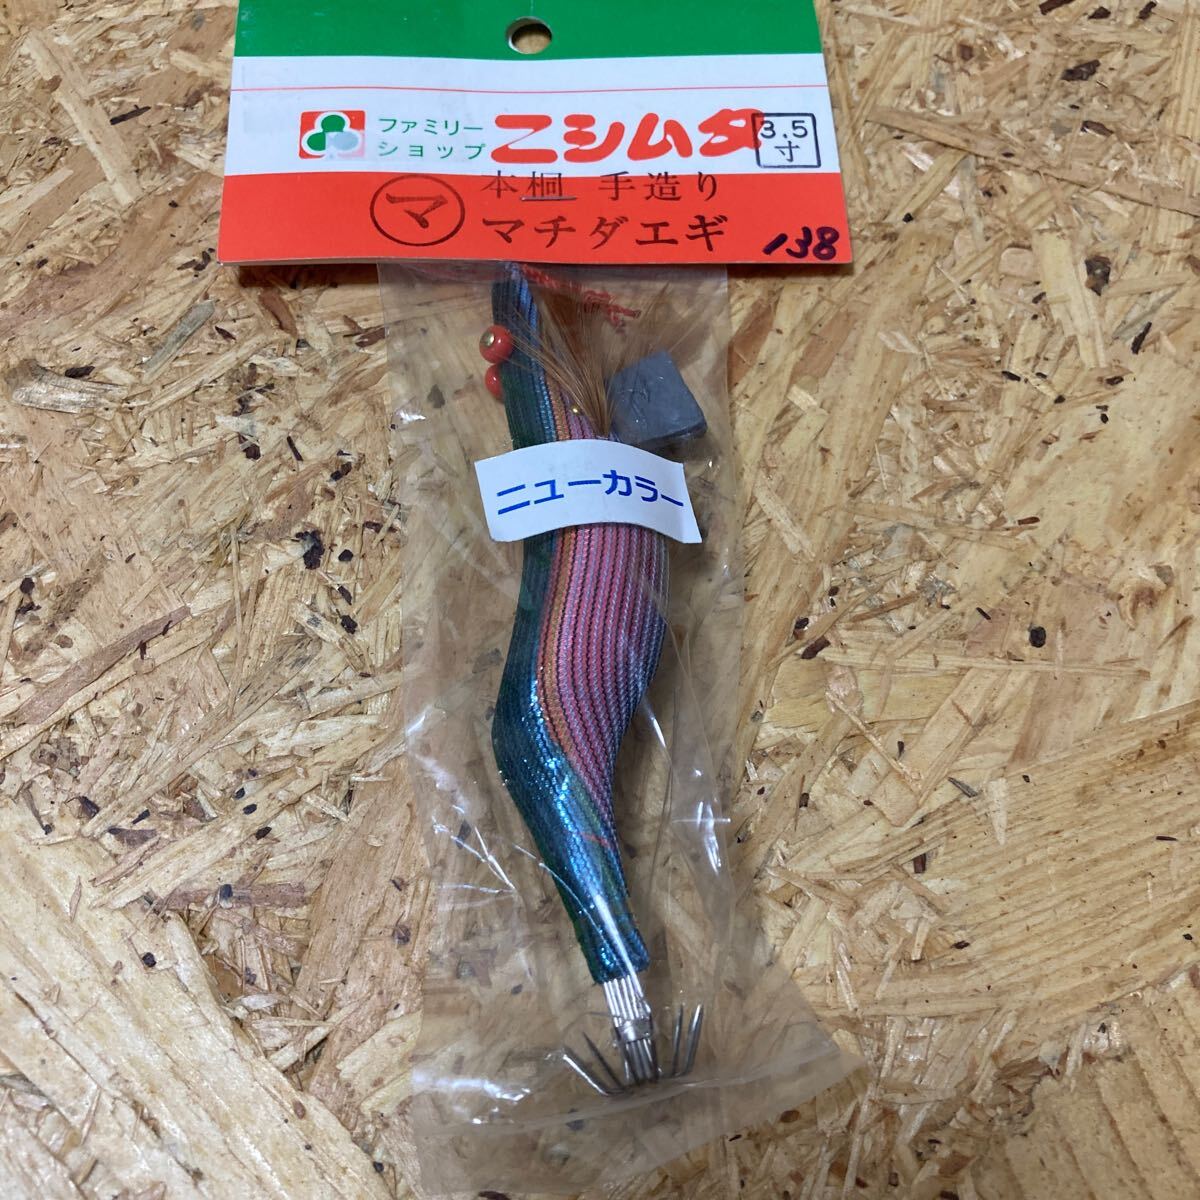 ファミリー
ショップ
ニシムタ
3.5
寸
本桐 手造り
マ
マチダエギ
138
ニューカラー